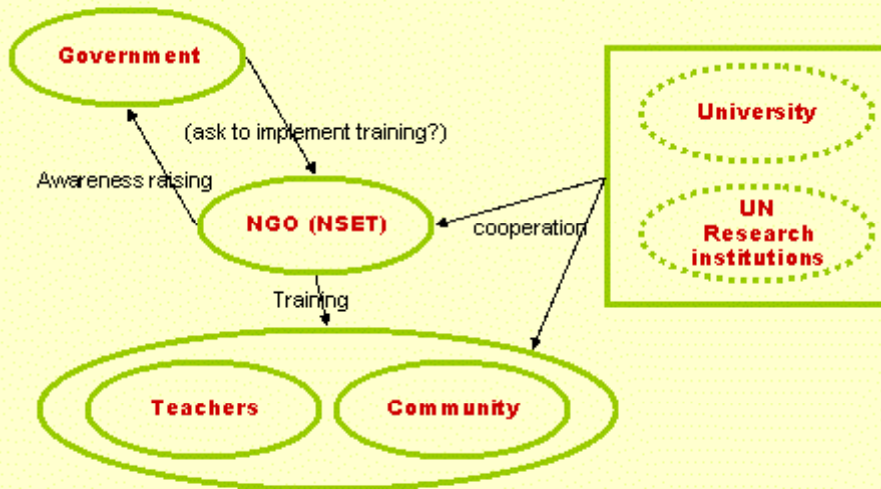 Government
University
(ask to implement training?)
Awareness raising
NGO (NSET)
cooperation
UN
Research
institutions
Training
Teachers
Community